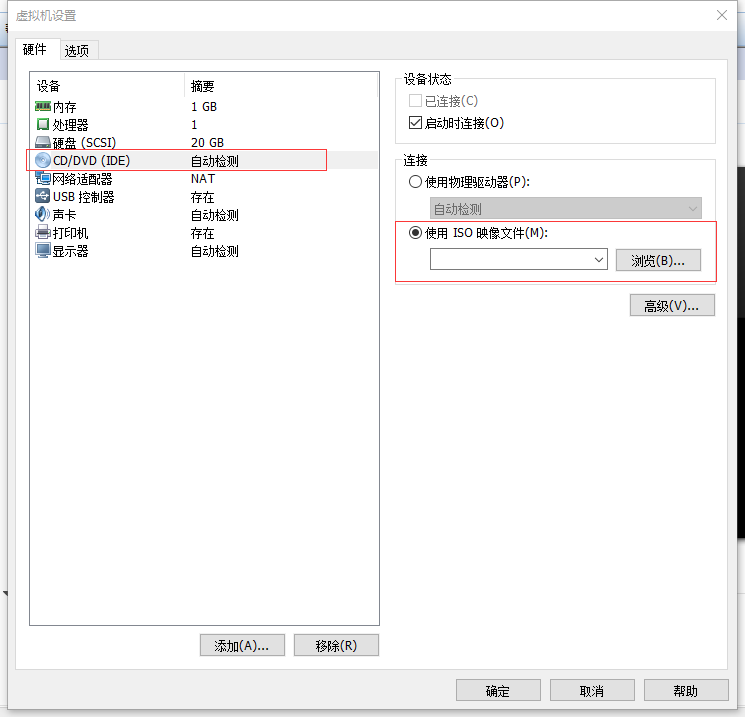 虚拟机设置
硬件 选项
设备 摘要
内存 1 GB
处理器 1
硬盘 (SCSI) 20 GB
CD/DVD (IDE) 自动检测
网络适配器 NAT
USB 控制器 存在
声卡 自动检测
打印机 存在
显示器 自动检测
添加(A)... 移除(R)
设备状态
已连接(C)
启动时连接(O)
连接
使用物理驱动器(P):
自动检测
使用 ISO 映像文件(M):
浏览(B)...
高级(V)...
确定 取消 帮助